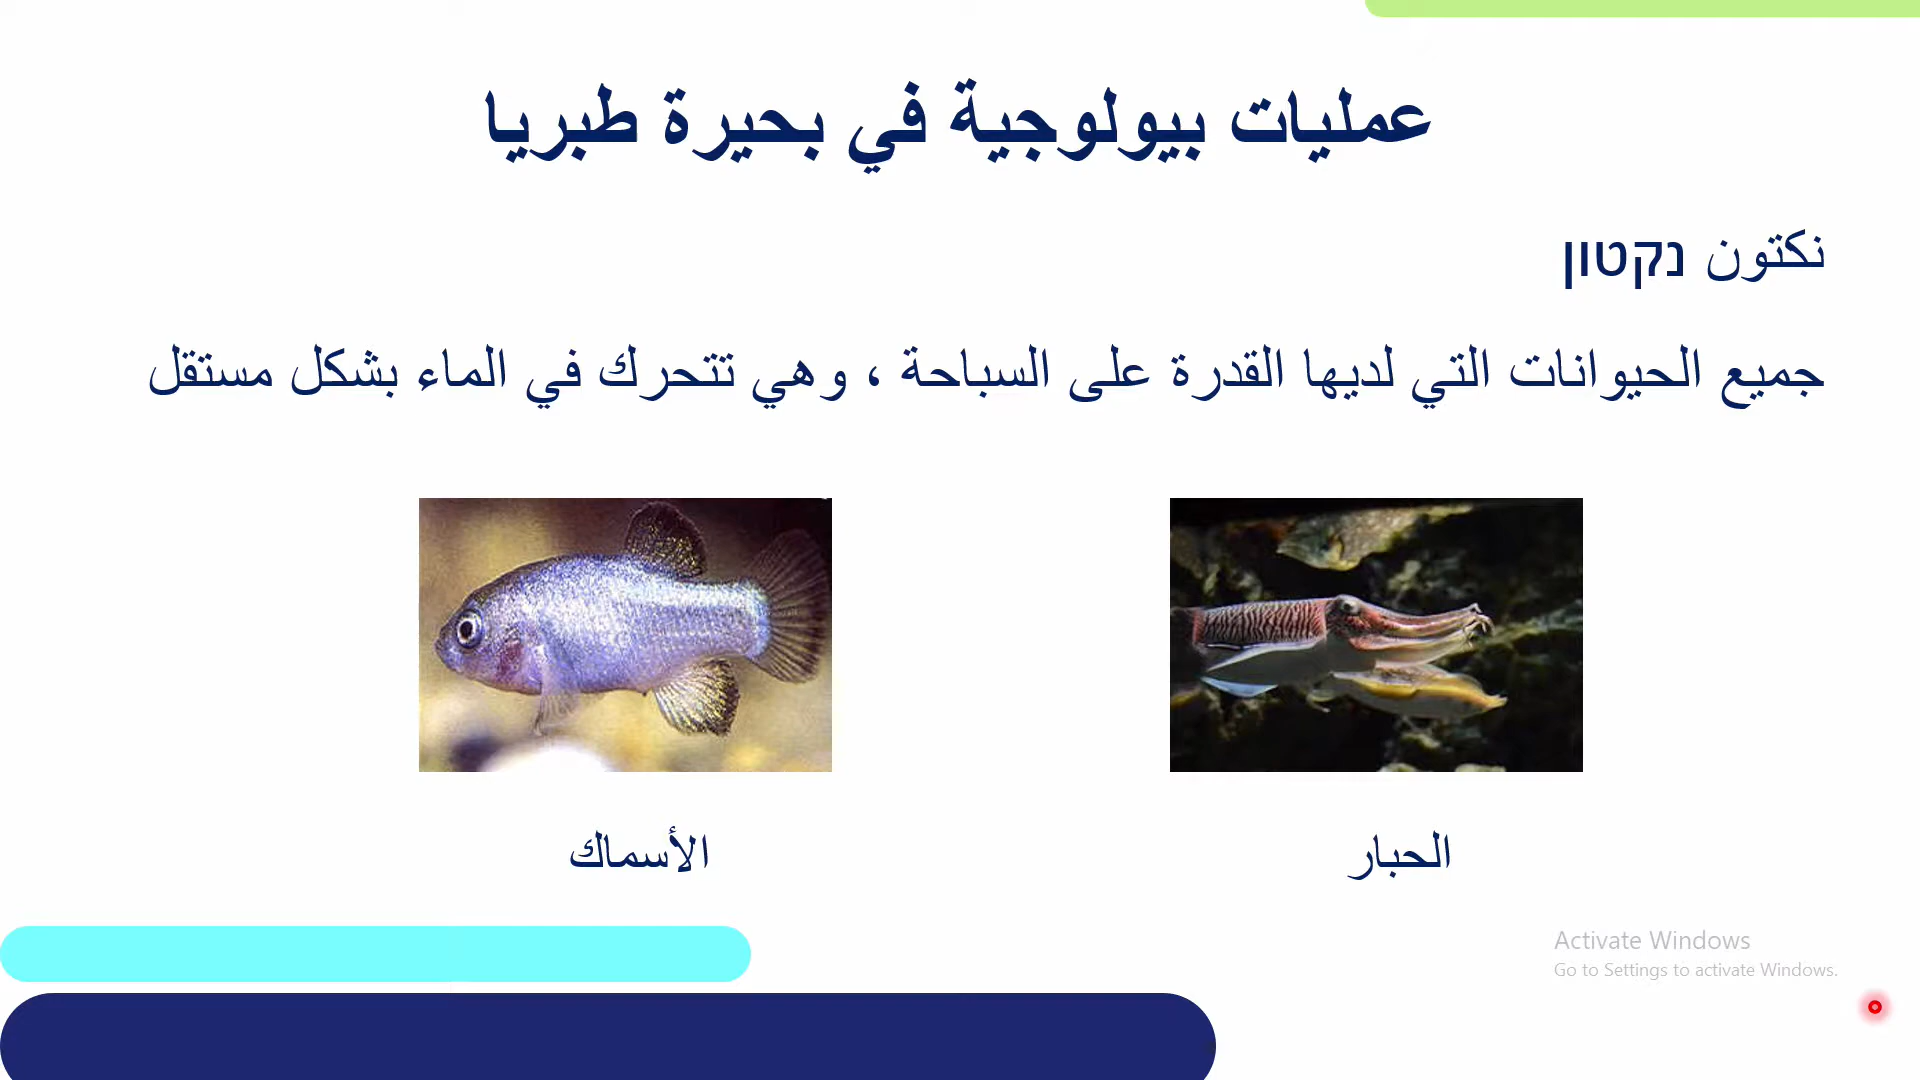 عمليات بيولوجية في بحيرة طبريا
نكتون נקטון
جميع الحيوانات التي لديها القدرة على السباحة ، وهي تتحرك في الماء بشكل مستقل
الحبار
الأسماك
Activate Windows
Go to Settings to activate Windows.